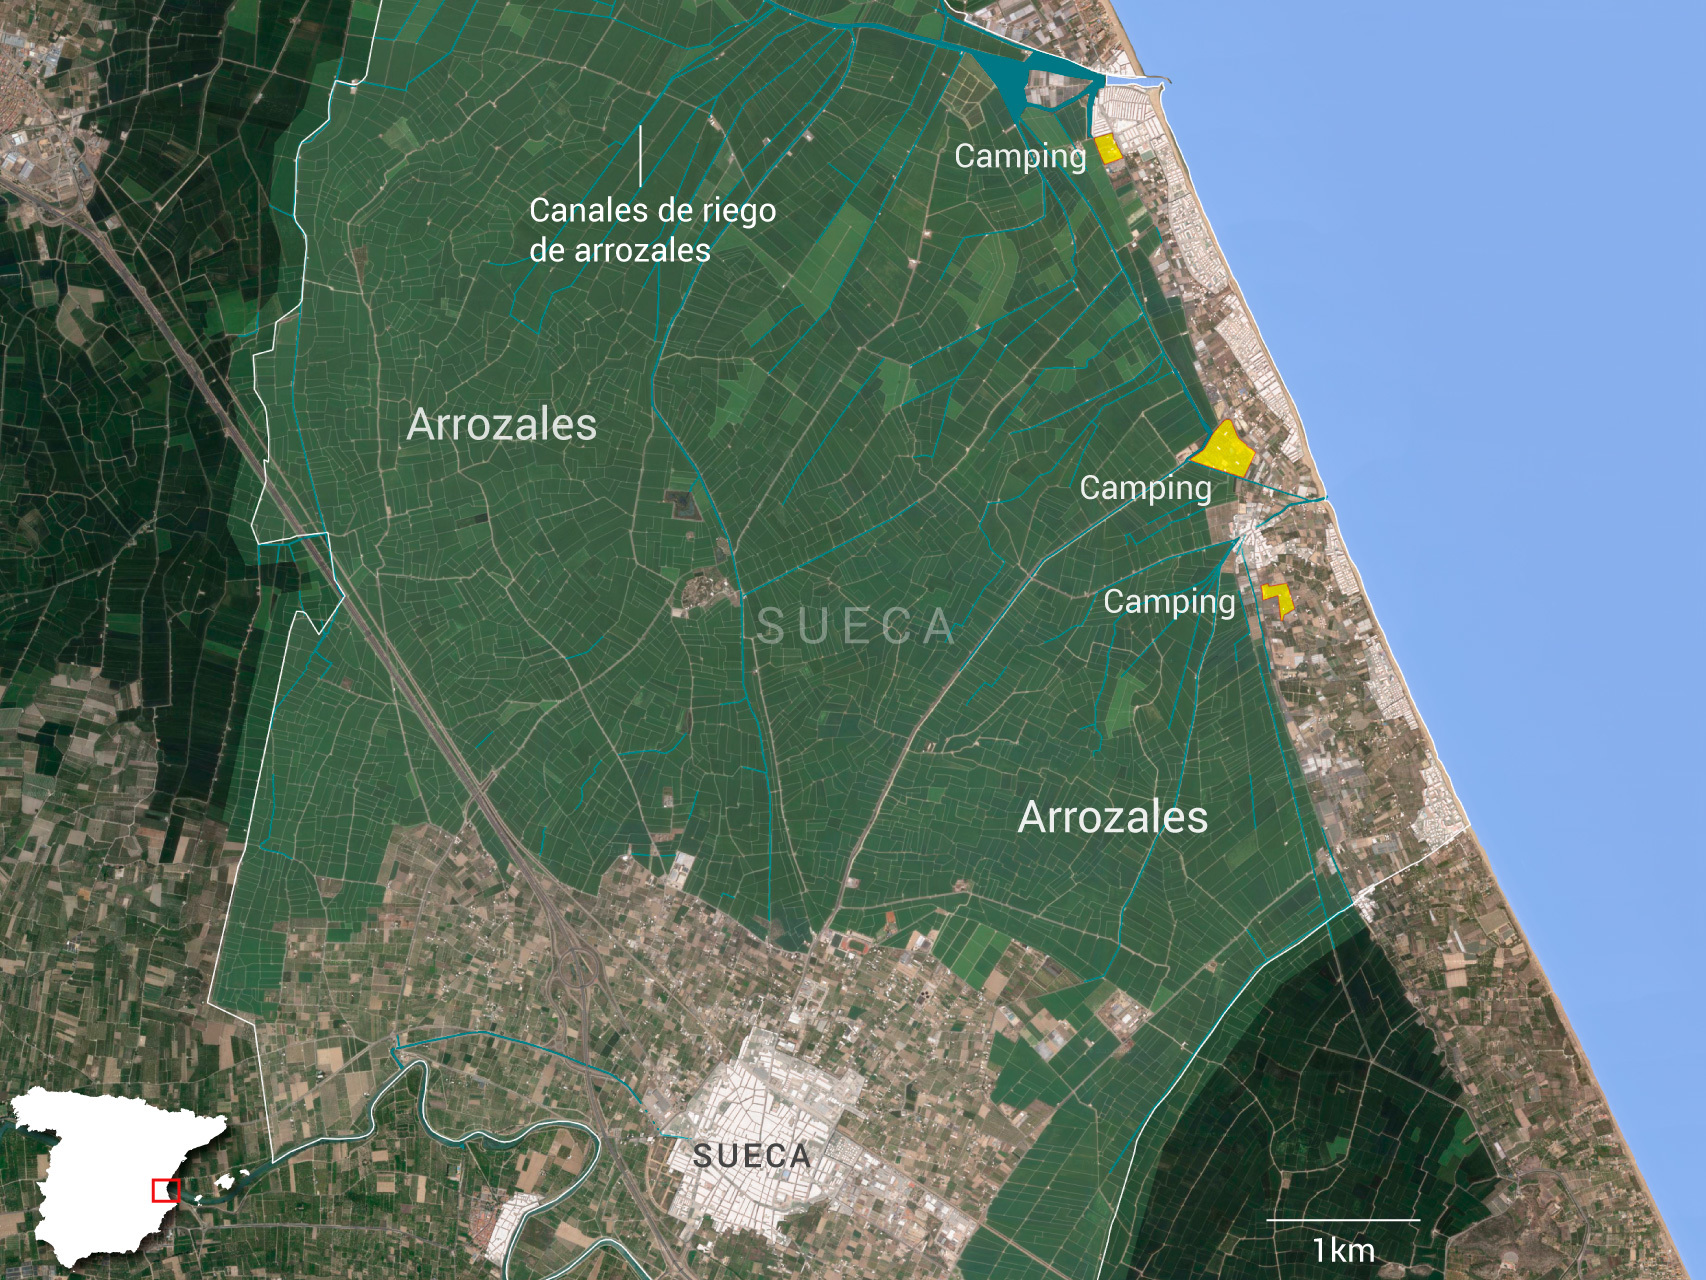 Camping
Canales de riego
de arrozales
Arrozales
Camping
Camping
SUECA
Arrozales
SUECA
1km